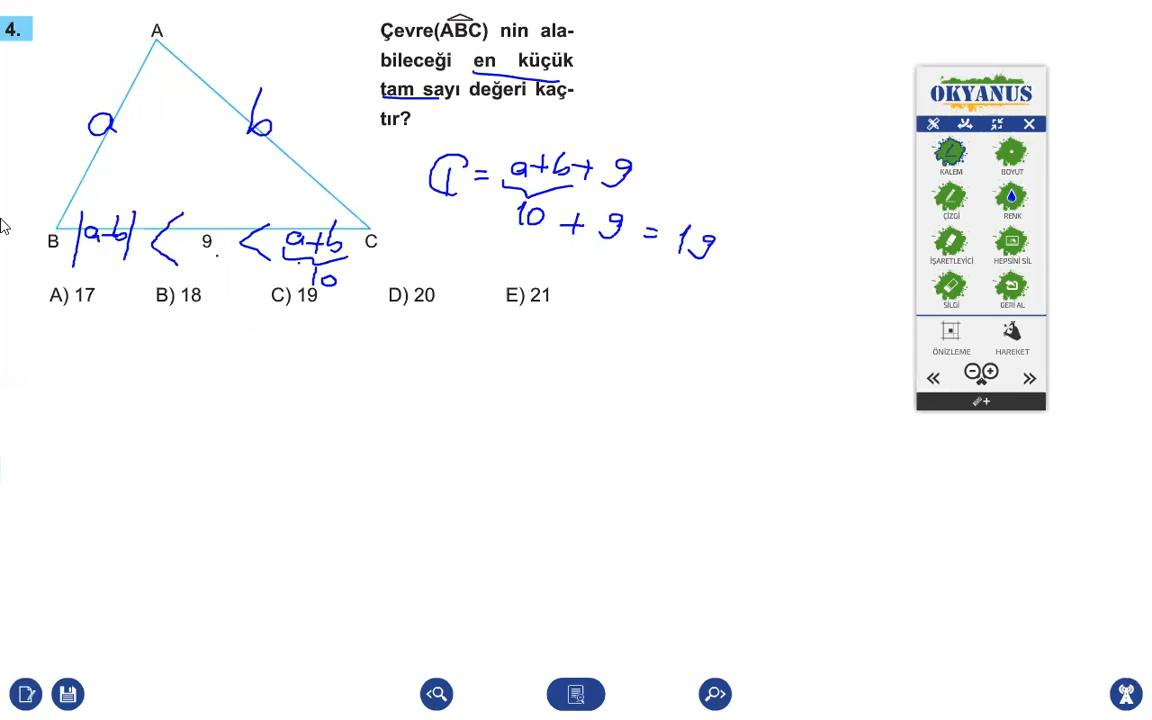 4.
A
Çevre(ABC) nin ala-
bileceği en küçük
tam sayı değeri kaç-
tır?
a
b
Ç = a+b+9
10 + 9 = 19
B
|a-b| < 9 < a+b
C
10
A) 17 B) 18 C) 19 D) 20 E) 21
OKYANUS
KALEM BOYUT
ÇİZGİ RENK
İŞARETLEYİCİ HEPSİNİ SİL
SİLGİ GERİ AL
ÖNİZLEME HAREKET